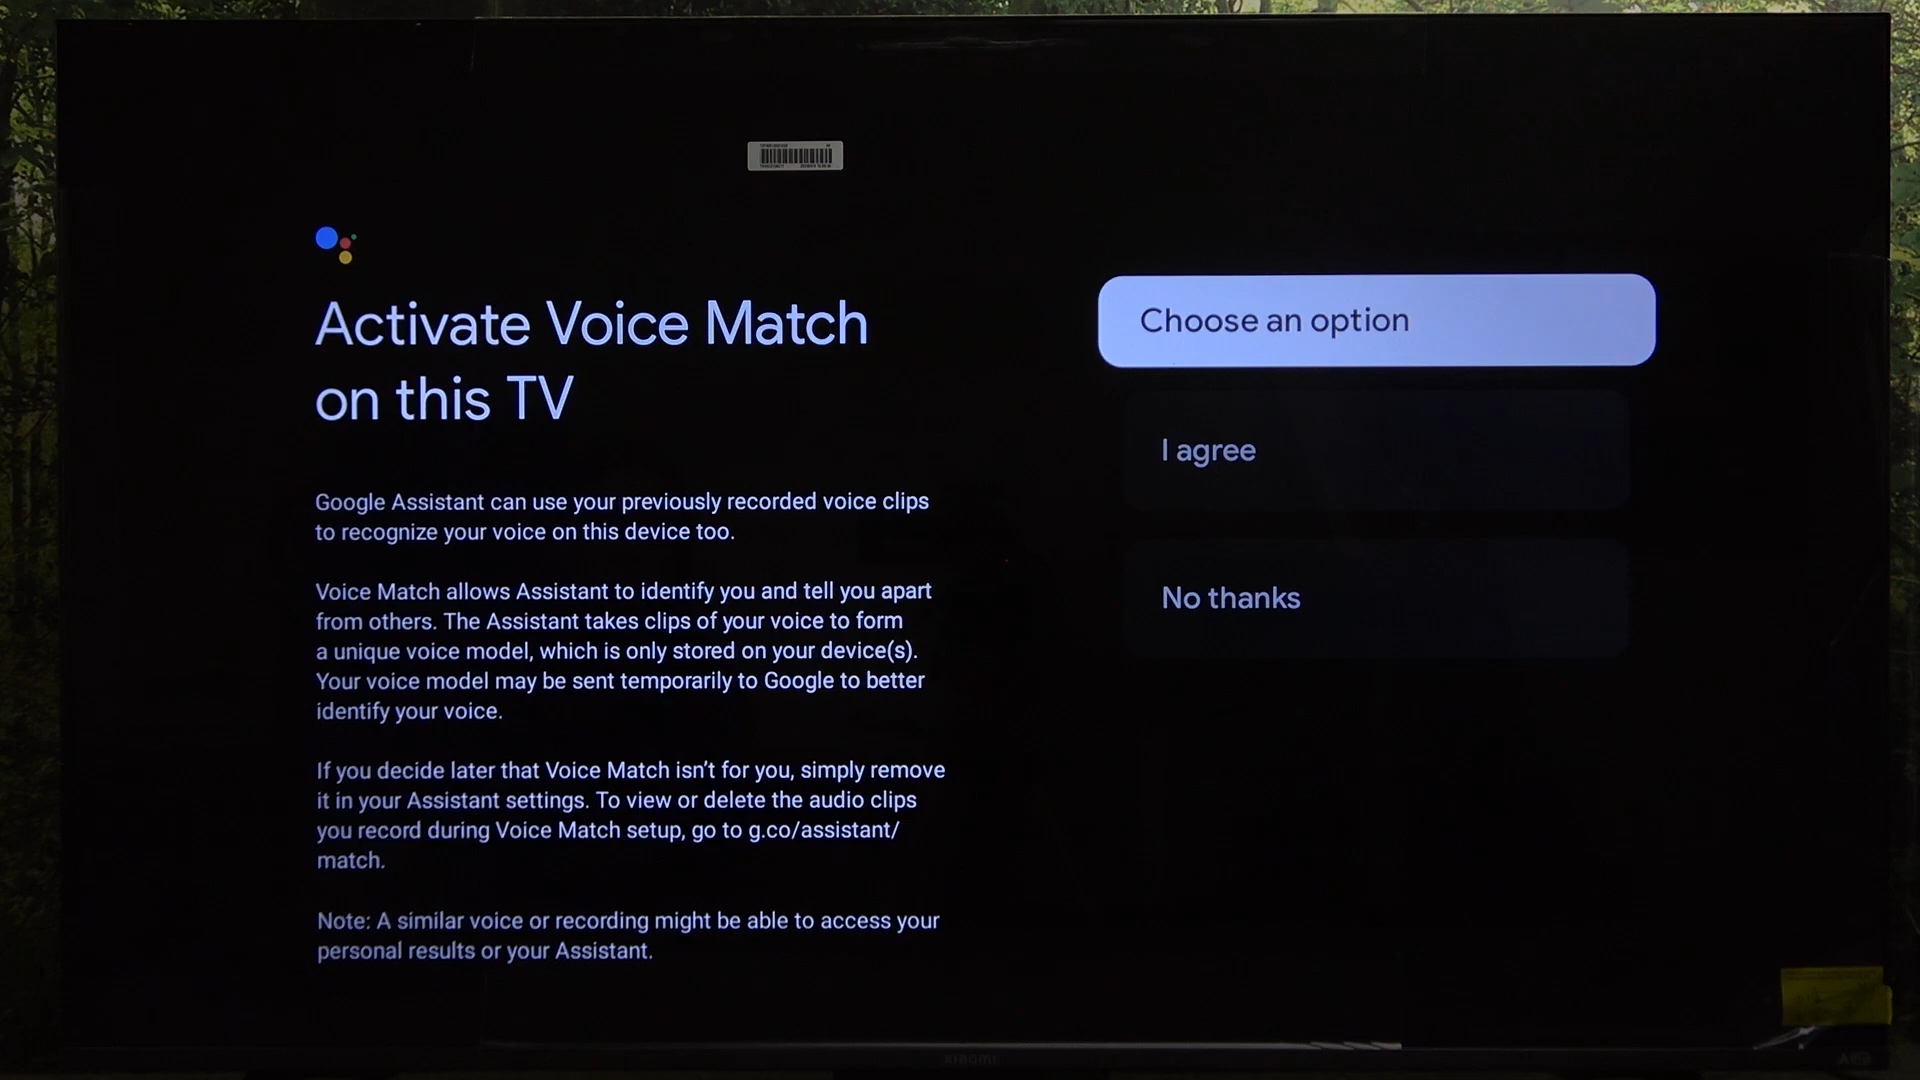 Activate Voice Match
on this TV
Google Assistant can use your previously recorded voice clips
to recognize your voice on this device too.
Voice Match allows Assistant to identify you and tell you apart
from others. The Assistant takes clips of your voice to form
a unique voice model, which is only stored on your device(s).
Your voice model may be sent temporarily to Google to better
identify your voice.
If you decide later that Voice Match isn't for you, simply remove
it in your Assistant settings. To view or delete the audio clips
you record during Voice Match setup, go to g.co/assistant/
match.
Note: A similar voice or recording might be able to access your
personal results or your Assistant.
Choose an option
I agree
No thanks
xiaomi